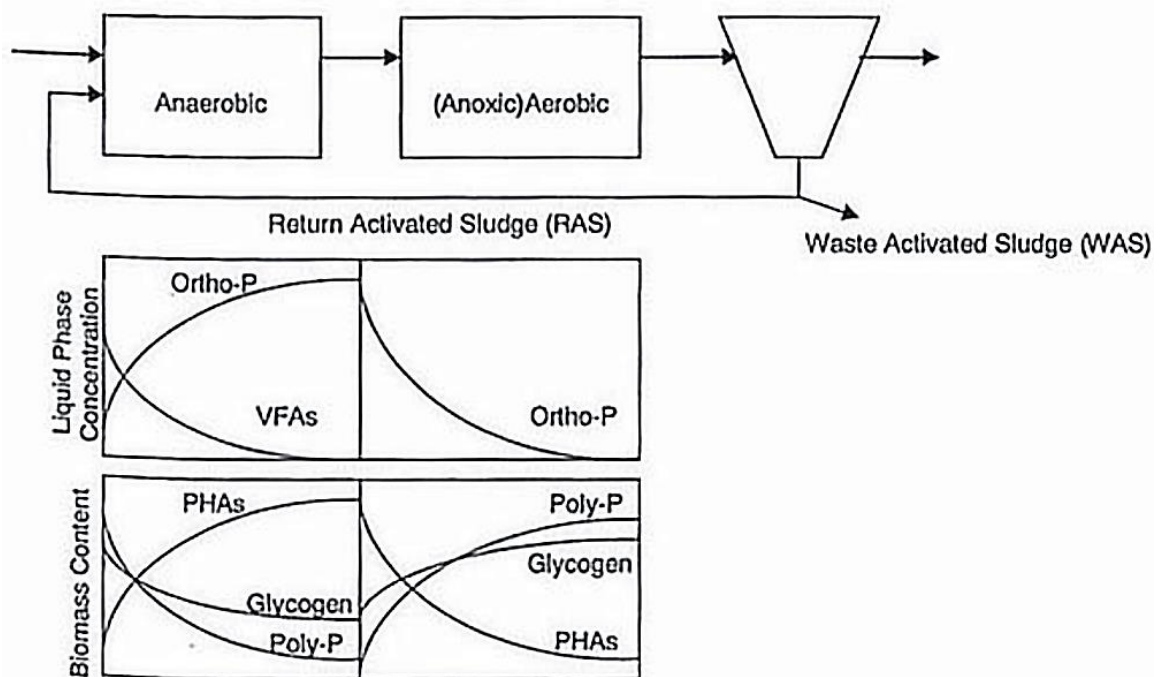 Anaerobic
(Anoxic)Aerobic
Return Activated Sludge (RAS)
Waste Activated Sludge (WAS)
Liquid Phase
Concentration
Ortho-P
VFAs
Ortho-P
Biomass Content
PHAs
Glycogen
Poly-P
Poly-P
Glycogen
PHAs